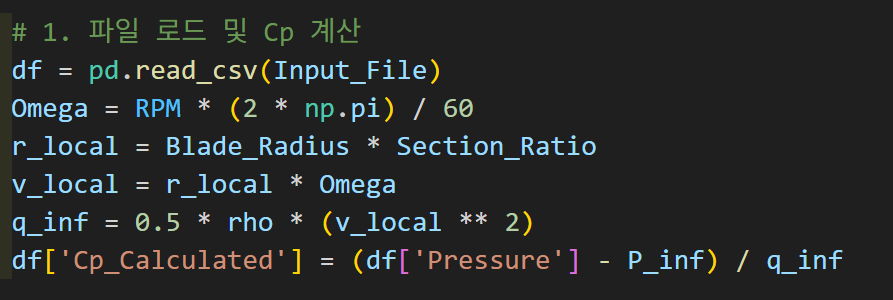 # 1. 파일 로드 및 Cp 계산
df = pd.read_csv(Input_File)
Omega = RPM * (2 * np.pi) / 60
r_local = Blade_Radius * Section_Ratio
v_local = r_local * Omega
q_inf = 0.5 * rho * (v_local ** 2)
df['Cp_Calculated'] = (df['Pressure'] - P_inf) / q_inf